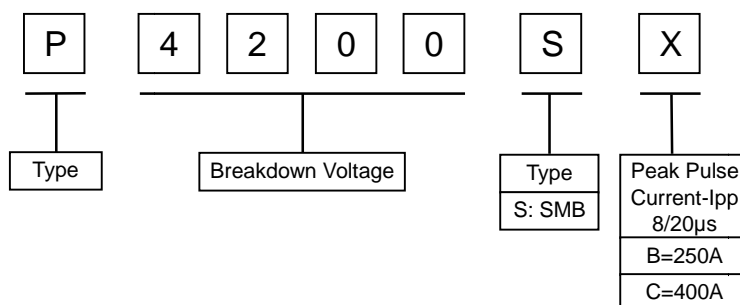 P 4 2 0 0 S X
Type
Breakdown Voltage
Type
S: SMB
Peak Pulse
Current-Ipp
8/20µs
B=250A
C=400A